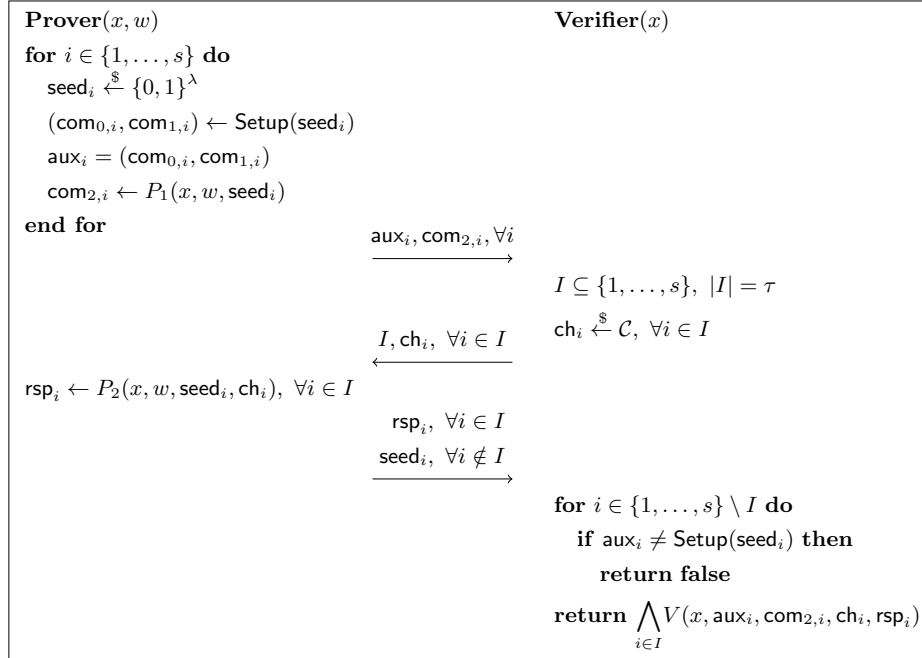 Prover(x, w)
Verifier(x)
for i ∈ {1, . . . , s} do
seed_i ←$ {0, 1}^λ
(com_{0,i}, com_{1,i}) ← Setup(seed_i)
aux_i = (com_{0,i}, com_{1,i})
com_{2,i} ← P_1(x, w, seed_i)
end for
aux_i, com_{2,i}, ∀i
I ⊆ {1, . . . , s}, |I| = τ
ch_i ←$ C, ∀i ∈ I
I, ch_i, ∀i ∈ I
rsp_i ← P_2(x, w, seed_i, ch_i), ∀i ∈ I
rsp_i, ∀i ∈ I
seed_i, ∀i ∉ I
for i ∈ {1, . . . , s} \ I do
if aux_i ≠ Setup(seed_i) then
return false
return ⋀_{i∈I} V(x, aux_i, com_{2,i}, ch_i, rsp_i)